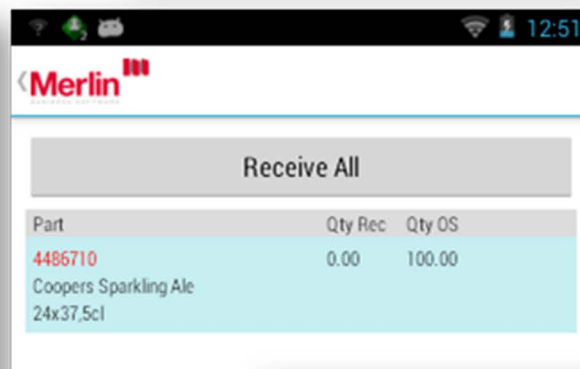 12:51
Merlin
Receive All
Part Qty Rec Qty OS
4486710 0.00 100.00
Coopers Sparkling Ale
24x37,5cl